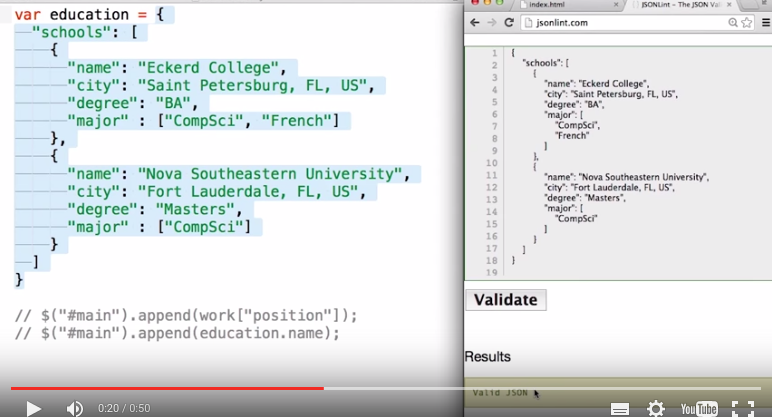 var education = {
"schools": [
{
"name": "Eckerd College",
"city": "Saint Petersburg, FL, US",
"degree": "BA",
"major" : ["CompSci", "French"]
},
{
"name": "Nova Southeastern University",
"city": "Fort Lauderdale, FL, US",
"degree": "Masters",
"major" : ["CompSci"]
}
]
}
// $("#main").append(work["position"]);
// $("#main").append(education.name);
0:20 / 0:50
index.html
JSONLint – The JSON Val
jsonlint.com
1 {
2 "schools": [
3 {
4 "name": "Eckerd College",
5 "city": "Saint Petersburg, FL, US",
6 "degree": "BA",
7 "major": [
8 "CompSci",
9 "French"
10 ]
11 },
12 {
13 "name": "Nova Southeastern University",
14 "city": "Fort Lauderdale, FL, US",
15 "degree": "Masters",
16 "major": [
17 "CompSci"
18 ]
19 }
]
}
Validate
Results
Valid JSON
YouTube